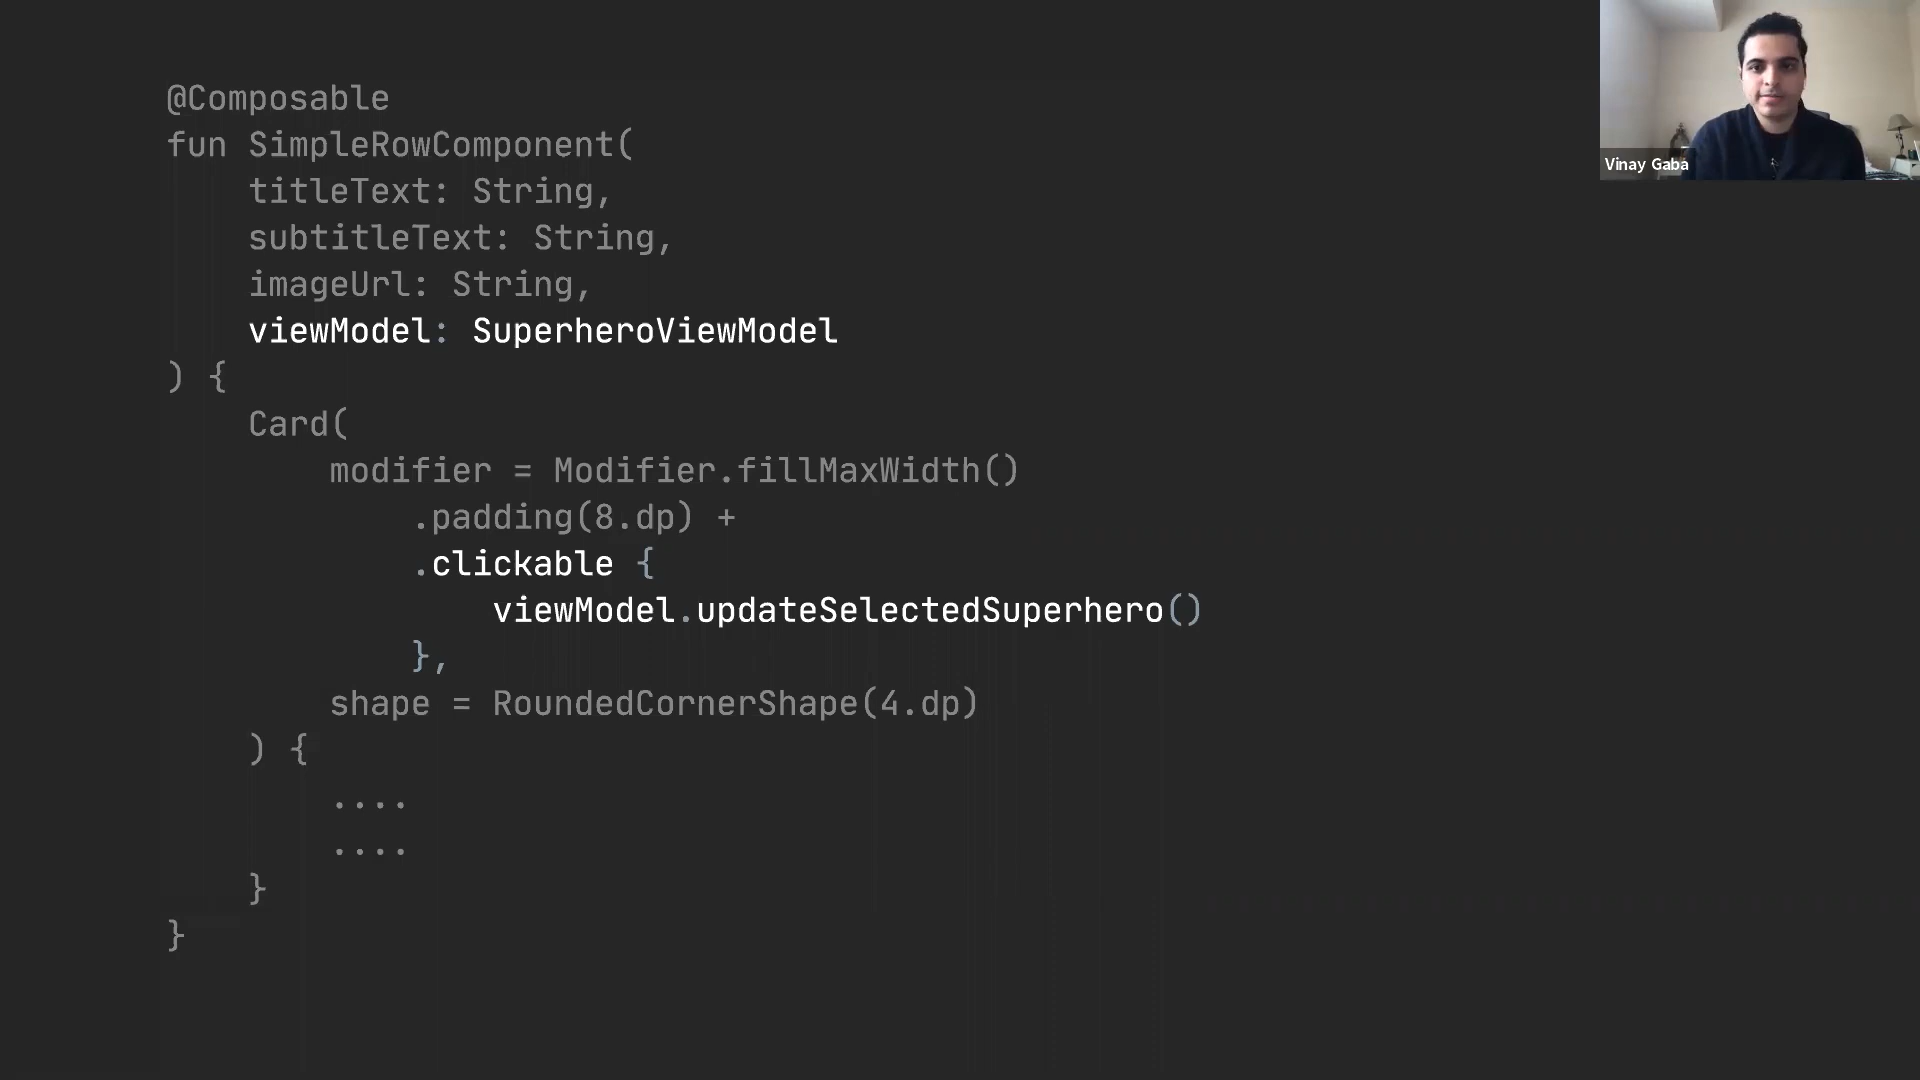 @Composable
fun SimpleRowComponent(
titleText: String,
subtitleText: String,
imageUrl: String,
viewModel: SuperheroViewModel
) {
Card(
modifier = Modifier.fillMaxWidth()
.padding(8.dp) +
.clickable {
viewModel.updateSelectedSuperhero()
},
shape = RoundedCornerShape(4.dp)
) {
....
....
}
}
Vinay Gaba